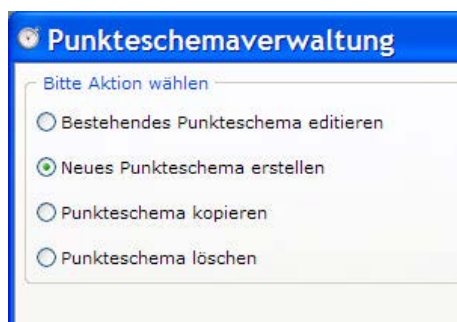 Punkteschemaverwaltung
Bitte Aktion wählen
Bestehendes Punkteschema editieren
Neues Punkteschema erstellen
Punkteschema kopieren
Punkteschema löschen